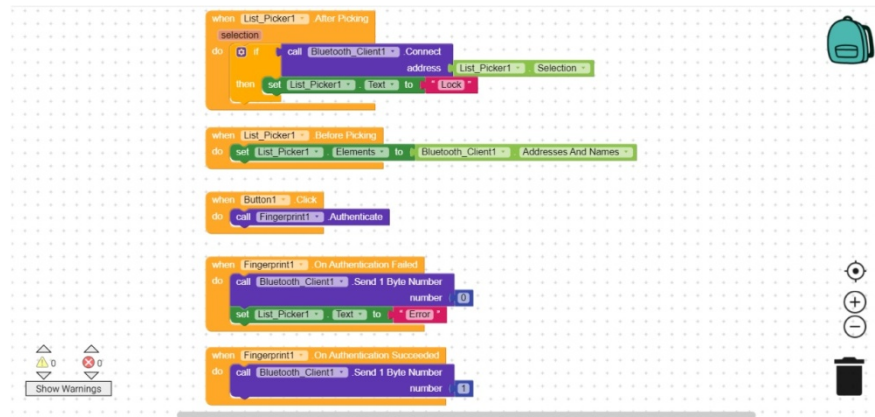 when List_Picker1 After Picking
selection
do if call Bluetooth_Client1 .Connect
address List_Picker1 . Selection
then set List_Picker1 . Text to " Lock "
when List_Picker1 Before Picking
do set List_Picker1 . Elements to Bluetooth_Client1 . Addresses And Names
when Button1 Click
do call Fingerprint1 .Authenticate
when Fingerprint1 On Authentication Failed
do call Bluetooth_Client1 .Send 1 Byte Number
number 0
set List_Picker1 . Text to " Error "
when Fingerprint1 On Authentication Succeeded
do call Bluetooth_Client1 .Send 1 Byte Number
number 1
0 0
Show Warnings